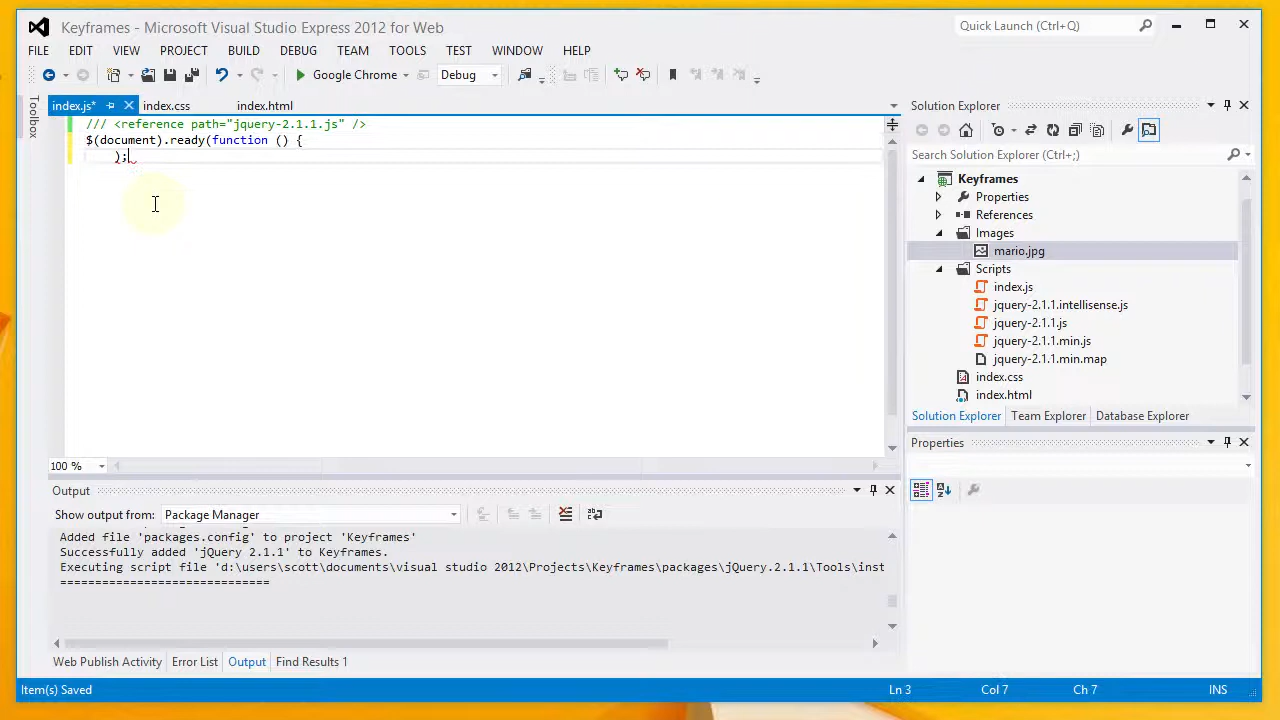 Keyframes - Microsoft Visual Studio Express 2012 for Web
Quick Launch (Ctrl+Q)
FILE EDIT VIEW PROJECT BUILD DEBUG TEAM TOOLS TEST WINDOW HELP
Google Chrome Debug
Toolbox
index.js* index.css index.html
/// <reference path="jquery-2.1.1.js" />
$(document).ready(function () {
);
100 %
Solution Explorer
Search Solution Explorer (Ctrl+;)
Keyframes
Properties
References
Images
mario.jpg
Scripts
index.js
jquery-2.1.1.intellisense.js
jquery-2.1.1.js
jquery-2.1.1.min.js
jquery-2.1.1.min.map
index.css
index.html
Solution Explorer Team Explorer Database Explorer
Properties
Output
Show output from: Package Manager
Added file 'packages.config' to project 'Keyframes'
Successfully added 'jQuery 2.1.1' to Keyframes.
Executing script file 'd:\users\scott\documents\visual studio 2012\Projects\Keyframes\packages\jQuery.2.1.1\Tools\inst
==============================
Web Publish Activity Error List Output Find Results 1
Item(s) Saved Ln 3 Col 7 Ch 7 INS